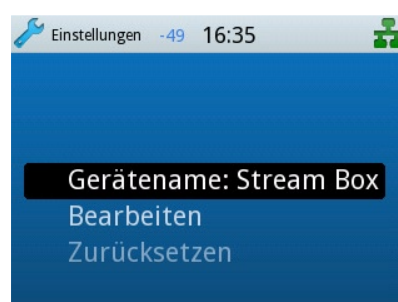 Einstellungen -49 16:35
Gerätename: Stream Box
Bearbeiten
Zurücksetzen